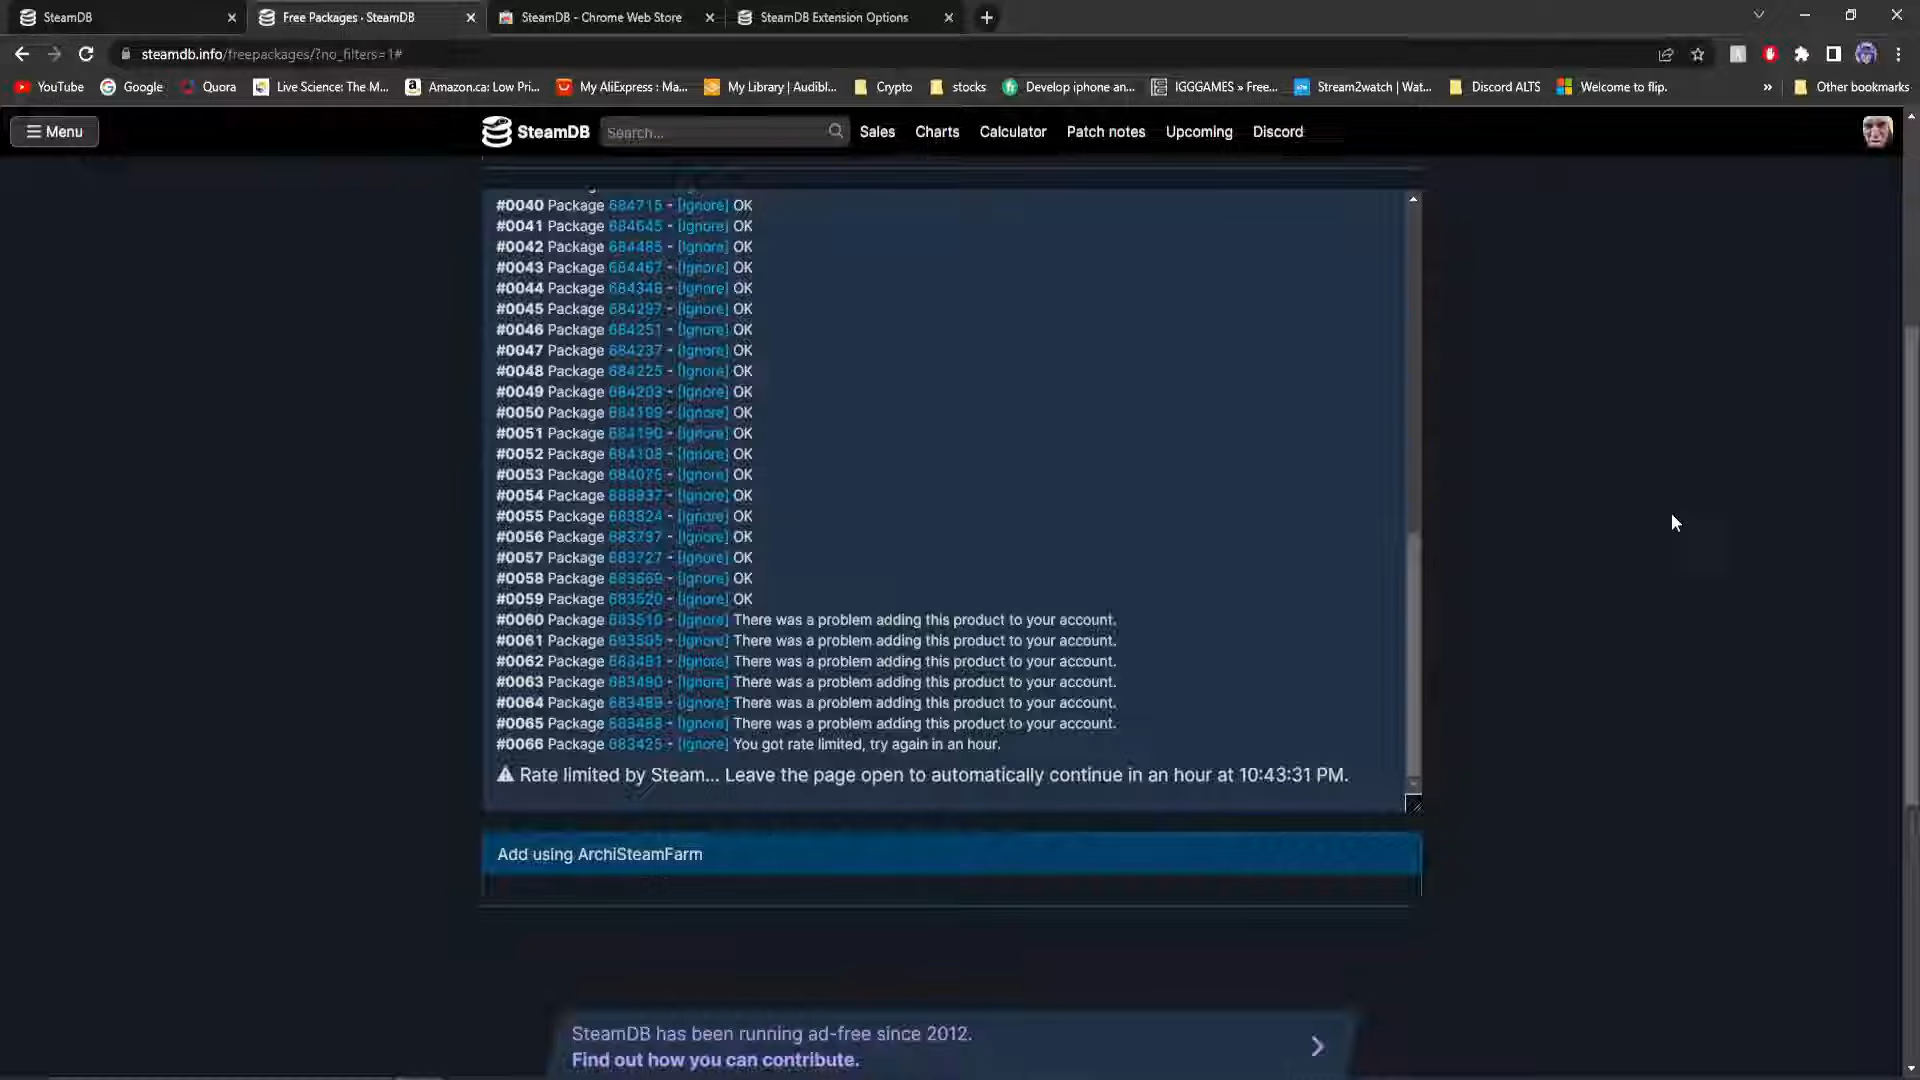 SteamDB
Free Packages · SteamDB
SteamDB - Chrome Web Store
SteamDB Extension Options
steamdb.info/freepackages/?no_filters=1#
YouTube
Google
Quora
Live Science: The M...
Amazon.ca: Low Pri...
My AliExpress : Ma...
My Library | Audibl...
Crypto
stocks
Develop iphone an...
IGGGAMES » Free...
Stream2watch | Wat...
Discord ALTS
Welcome to flip.
»
Other bookmarks
Menu
SteamDB
Search...
Sales
Charts
Calculator
Patch notes
Upcoming
Discord
#0040 Package 684715 - [Ignore] OK
#0041 Package 684645 - [Ignore] OK
#0042 Package 684485 - [Ignore] OK
#0043 Package 684467 - [Ignore] OK
#0044 Package 684346 - [Ignore] OK
#0045 Package 684297 - [Ignore] OK
#0046 Package 684251 - [Ignore] OK
#0047 Package 684237 - [Ignore] OK
#0048 Package 684225 - [Ignore] OK
#0049 Package 684203 - [Ignore] OK
#0050 Package 684199 - [Ignore] OK
#0051 Package 684190 - [Ignore] OK
#0052 Package 684108 - [Ignore] OK
#0053 Package 684075 - [Ignore] OK
#0054 Package - [Ignore] OK
#0055 Package 683824 - [Ignore] OK
#0056 Package 683797 - [Ignore] OK
#0057 Package 683727 - [Ignore] OK
#0058 Package 683669 - [Ignore] OK
#0059 Package 683520 - [Ignore] OK
#0060 Package 683510 - [Ignore] There was a problem adding this product to your account.
#0061 Package 683505 - [Ignore] There was a problem adding this product to your account.
#0062 Package 683491 - [Ignore] There was a problem adding this product to your account.
#0063 Package 683490 - [Ignore] There was a problem adding this product to your account.
#0064 Package 683489 - [Ignore] There was a problem adding this product to your account.
#0065 Package 683488 - [Ignore] There was a problem adding this product to your account.
#0066 Package 683425 - [Ignore] You got rate limited, try again in an hour.
Rate limited by Steam... Leave the page open to automatically continue in an hour at 10:43:31 PM.
Add using ArchiSteamFarm
SteamDB has been running ad-free since 2012.
Find out how you can contribute.